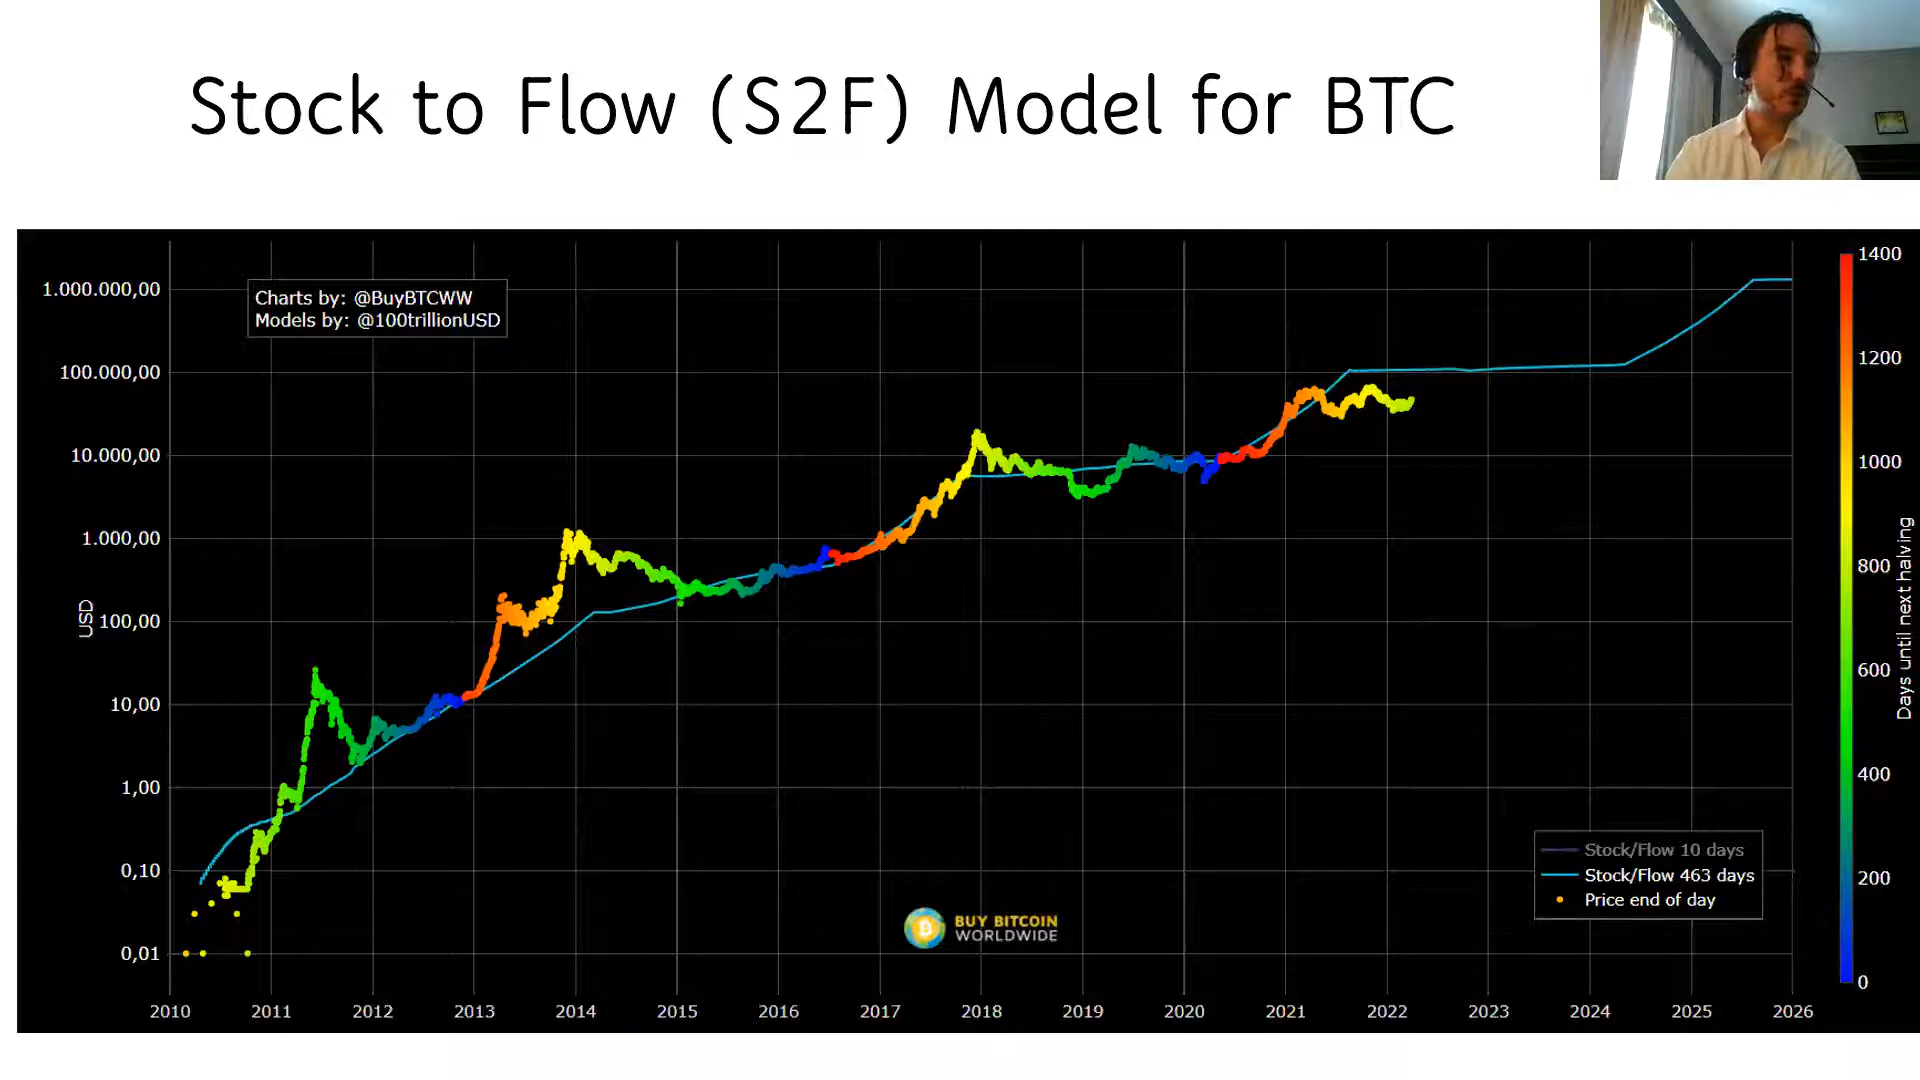 Stock to Flow (S2F) Model for BTC
Charts by: @BuyBTCWW
Models by: @100trillionUSD
1.000.000,00
100.000,00
10.000,00
1.000,00
100,00
10,00
1,00
0,10
0,01
USD
2010 2011 2012 2013 2014 2015 2016 2017 2018 2019 2020 2021 2022 2023 2024 2025 2026
BUY BITCOIN
WORLDWIDE
Stock/Flow 10 days
Stock/Flow 463 days
Price end of day
1400
1200
1000
800
600
400
200
0
Days until next halving